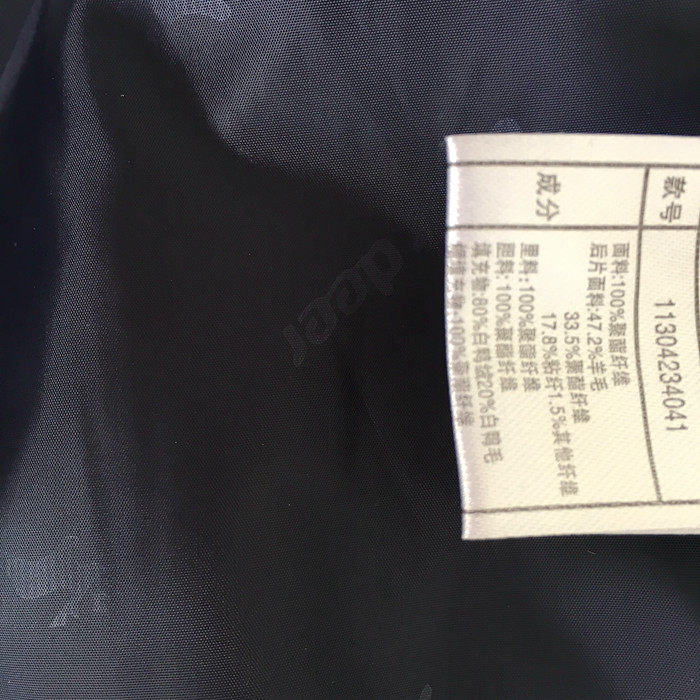 款号
11304234041
成分
面料:100%聚酯纤维
后片面料:47.2%羊毛
33.5%聚酯纤维
17.8%粘纤1.5%其他纤维
里料:100%聚酯纤维
胆料:100%聚酯纤维
填充物:80%白鸭绒20%白鸭毛
deer